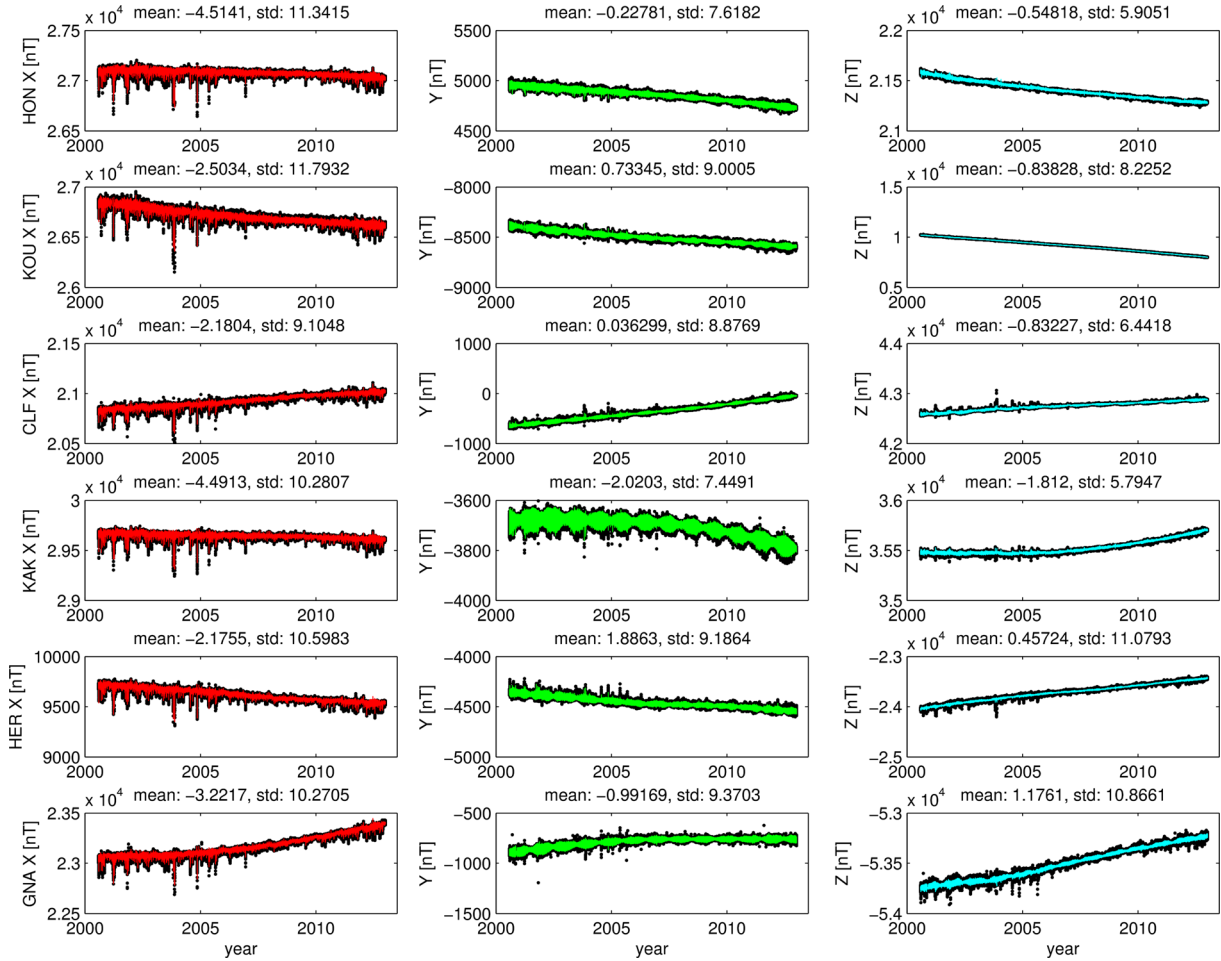 x 10^4 mean: −4.5141, std: 11.3415
mean: −0.22781, std: 7.6182
x 10^4 mean: −0.54818, std: 5.9051
HON X [nT]
2.75
2.7
2.65
2000 2005 2010
Y [nT]
5500
5000
4500
2000 2005 2010
Z [nT]
2.2
2.15
2.1
2000 2005 2010
x 10^4 mean: −2.5034, std: 11.7932
mean: 0.73345, std: 9.0005
x 10^4 mean: −0.83828, std: 8.2252
KOU X [nT]
2.7
2.65
2.6
2000 2005 2010
Y [nT]
−8000
−8500
−9000
2000 2005 2010
Z [nT]
1.5
1
0.5
2000 2005 2010
x 10^4 mean: −2.1804, std: 9.1048
mean: 0.036299, std: 8.8769
x 10^4 mean: −0.83227, std: 6.4418
CLF X [nT]
2.15
2.1
2.05
2000 2005 2010
Y [nT]
1000
0
−1000
2000 2005 2010
Z [nT]
4.4
4.3
4.2
2000 2005 2010
x 10^4 mean: −4.4913, std: 10.2807
mean: −2.0203, std: 7.4491
x 10^4 mean: −1.812, std: 5.7947
KAK X [nT]
3
2.95
2.9
2000 2005 2010
Y [nT]
−3600
−3800
−4000
2000 2005 2010
Z [nT]
3.6
3.55
3.5
2000 2005 2010
mean: −2.1755, std: 10.5983
mean: 1.8863, std: 9.1864
x 10^4 mean: 0.45724, std: 11.0793
HER X [nT]
10000
9500
9000
2000 2005 2010
Y [nT]
−4000
−4500
−5000
2000 2005 2010
Z [nT]
−2.3
−2.4
−2.5
2000 2005 2010
x 10^4 mean: −3.2217, std: 10.2705
mean: −0.99169, std: 9.3703
x 10^4 mean: 1.1761, std: 10.8661
GNA X [nT]
2.35
2.3
2.25
2000 2005 2010
year
Y [nT]
−500
−1000
−1500
2000 2005 2010
year
Z [nT]
−5.3
−5.35
−5.4
2000 2005 2010
year